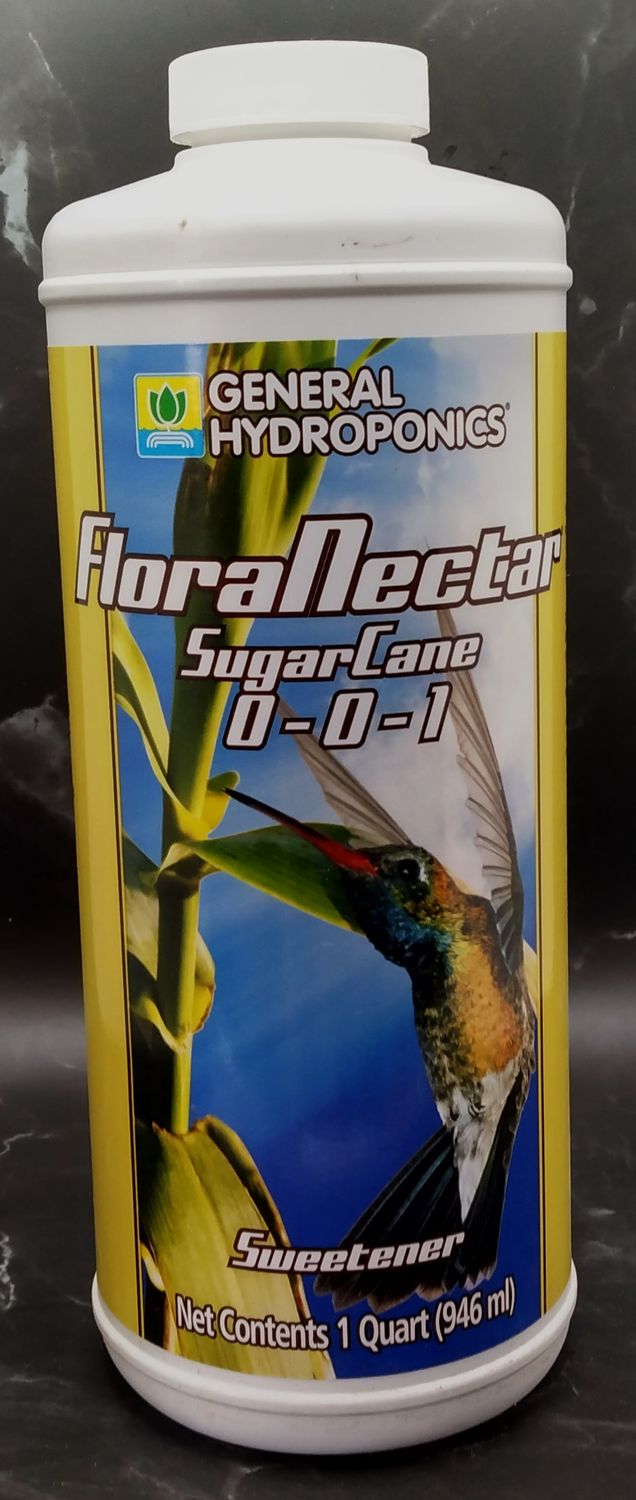 GENERAL
HYDROPONICS®
FloraNectar
SugarCane
0-0-1
Sweetener
Net Contents 1 Quart (946 ml)